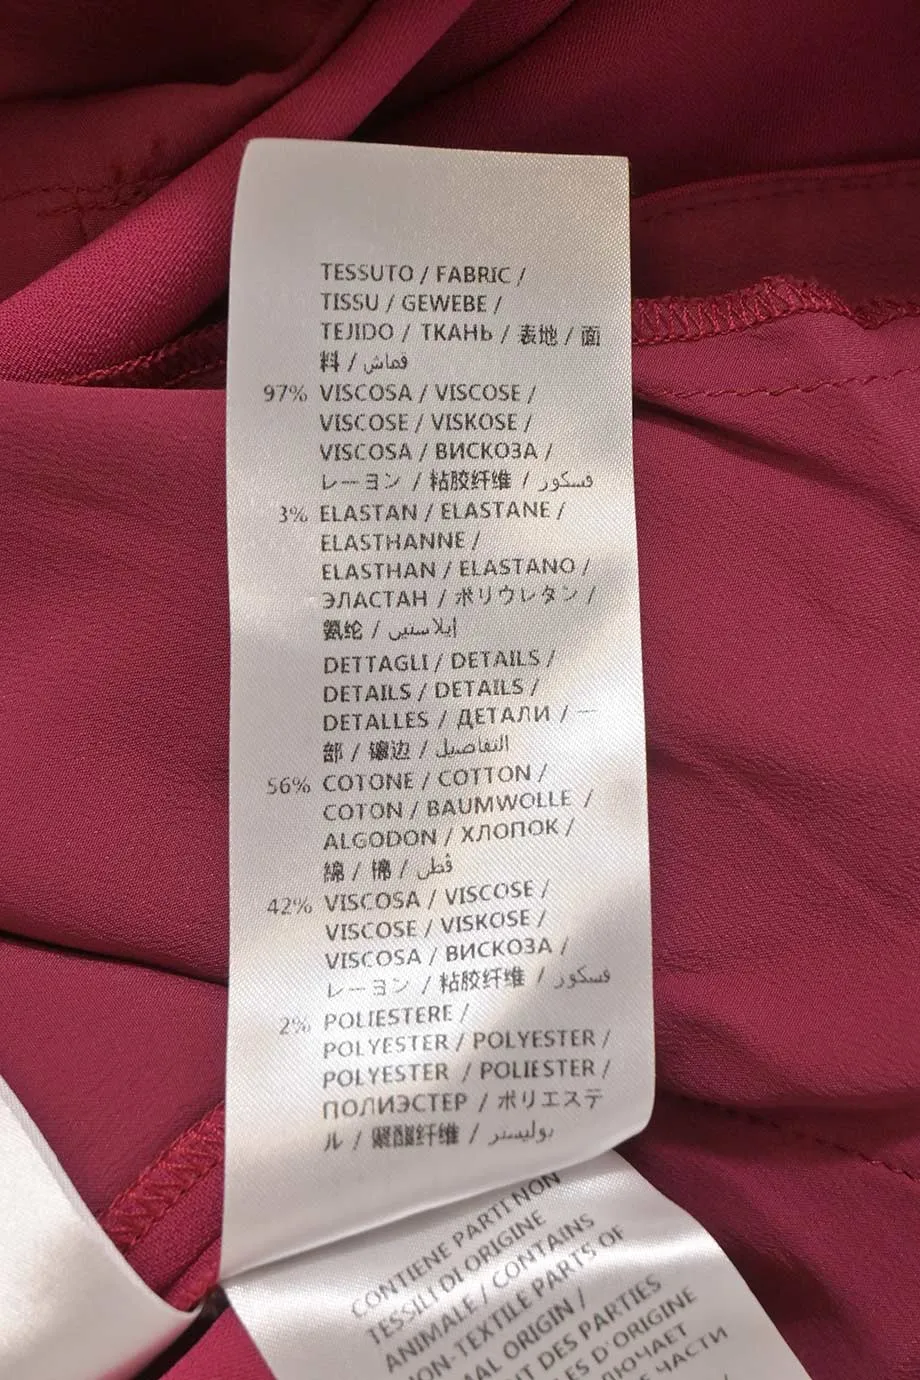 TESSUTO / FABRIC /
TISSU / GEWEBE /
TEJIDO / ТКАНЬ / 表地 / 面
料 / قماش
97% VISCOSA / VISCOSE /
VISCOSE / VISKOSE /
VISCOSA / ВИСКОЗА /
レーヨン / 粘胶纤维 / فسكوز
3% ELASTAN / ELASTANE /
ELASTHANNE /
ELASTHAN / ELASTANO /
ЭЛАСТАН / ポリウレタン /
氨纶 / إيلاستين
DETTAGLI / DETAILS /
DETAILS / DETAILS /
DETALLES / ДЕТАЛИ / 一
部 / 镶边 / التفاصيل
56% COTONE / COTTON /
COTON / BAUMWOLLE /
ALGODON / ХЛОПОК /
綿 / 棉 / قطن
42% VISCOSA / VISCOSE /
VISCOSE / VISKOSE /
VISCOSA / ВИСКОЗА /
レーヨン / 粘胶纤维 / فسكوز
2% POLIESTERE /
POLYESTER / POLYESTER /
POLYESTER / POLIESTER /
ПОЛИЭСТЕР / ポリエステ
ル / 聚酯纤维 / بوليستر
CONTIENE PARTI NON
TESSILI DI ORIGINE
ANIMALE / CONTAINS
NON-TEXTILE PARTS OF
ORIGIN /
DES PARTIES
D'ORIGINE
ЧАСТИ